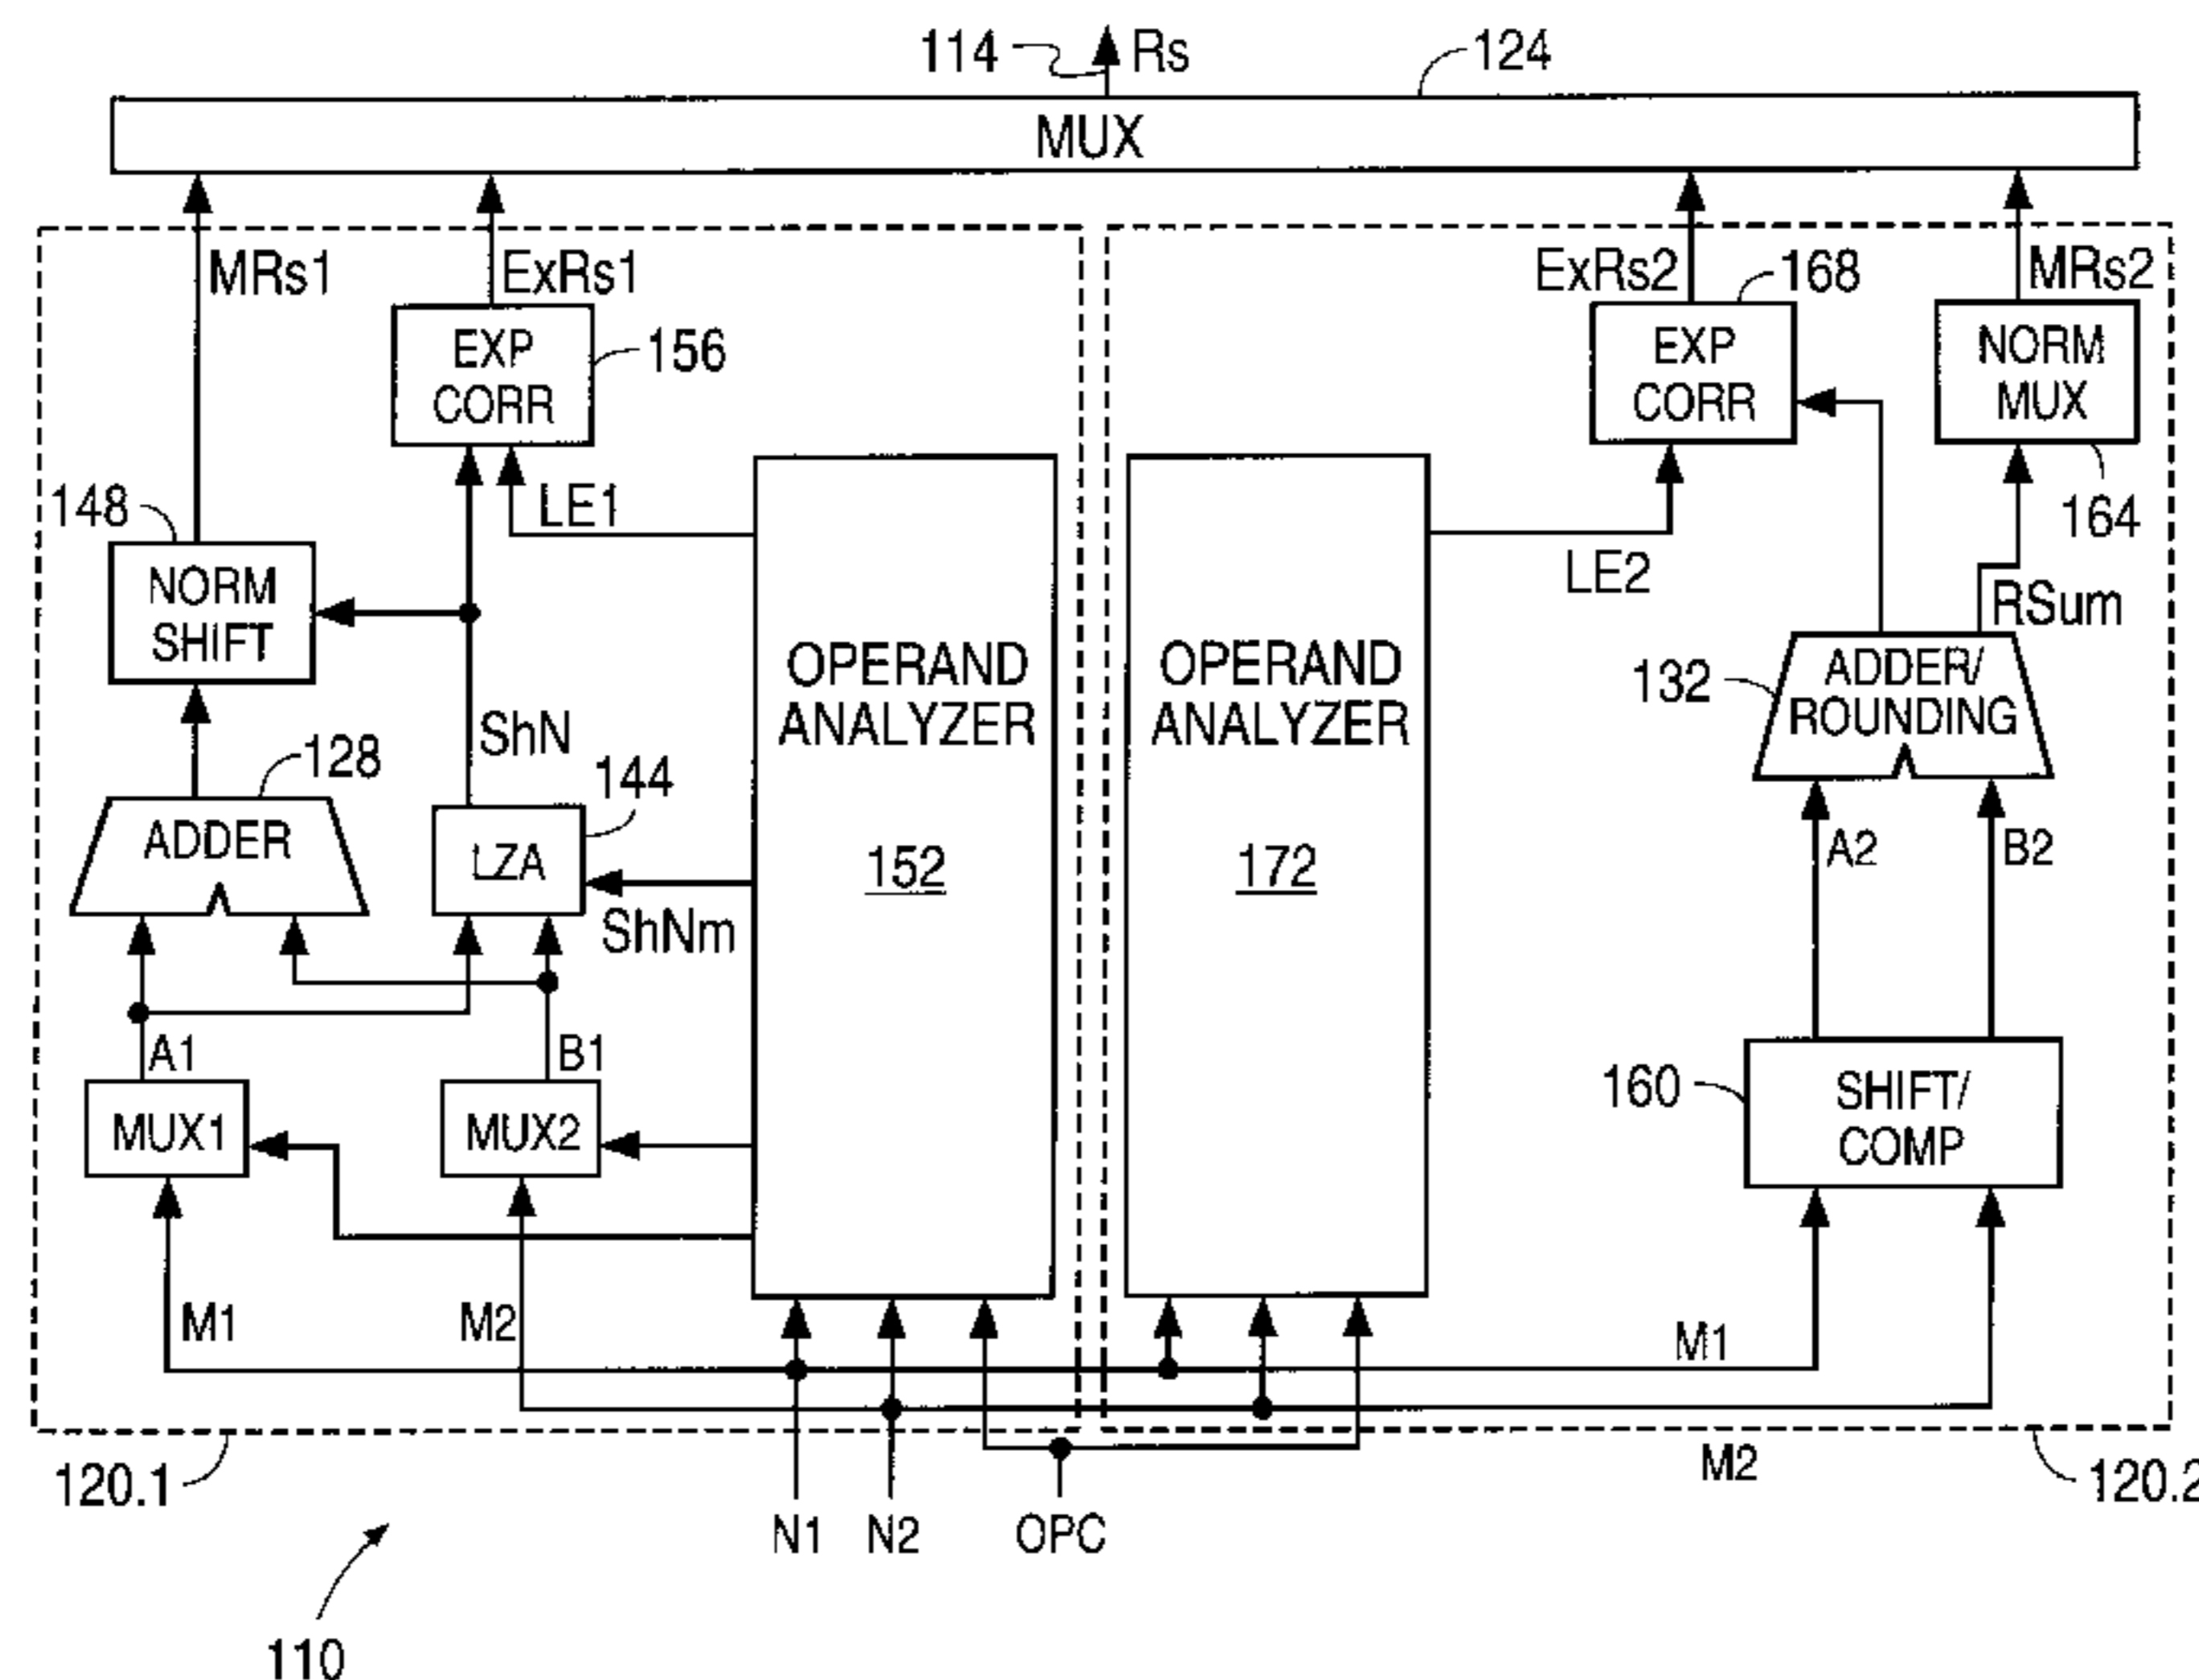 114 Rs 124
MUX
MRs1 ExRs1 ExRs2 168 MRs2
EXP CORR 156
EXP CORR
NORM MUX
148 LE1 164
NORM SHIFT
LE2
RSum
OPERAND ANALYZER
OPERAND ANALYZER
132 ADDER/ ROUNDING
ShN
128 144
ADDER LZA 152 172 A2 B2
ShNm
A1 B1
MUX1 MUX2
160 SHIFT/ COMP
M1 M2 M1
120.1 M2 120.2
N1 N2 OPC
110